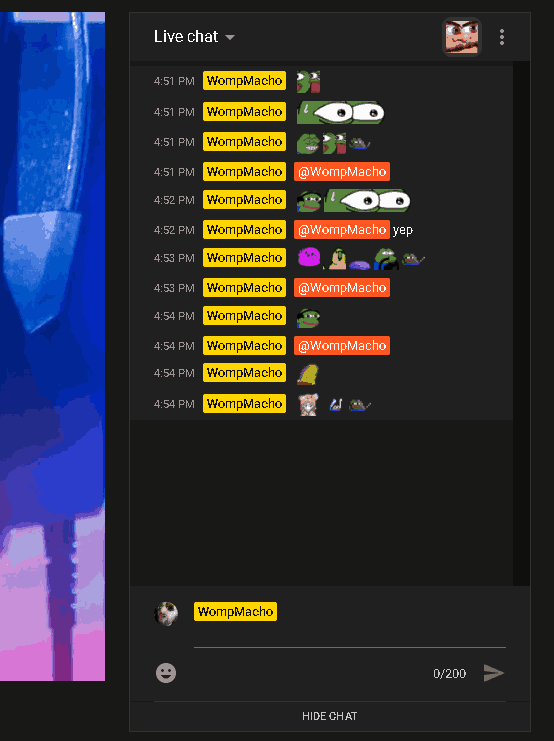 Live chat
4:51 PM WompMacho
4:51 PM WompMacho
4:51 PM WompMacho
4:51 PM WompMacho @WompMacho
4:52 PM WompMacho
4:52 PM WompMacho @WompMacho yep
4:53 PM WompMacho
4:53 PM WompMacho @WompMacho
4:54 PM WompMacho
4:54 PM WompMacho @WompMacho
4:54 PM WompMacho
4:54 PM WompMacho
WompMacho
0/200
HIDE CHAT